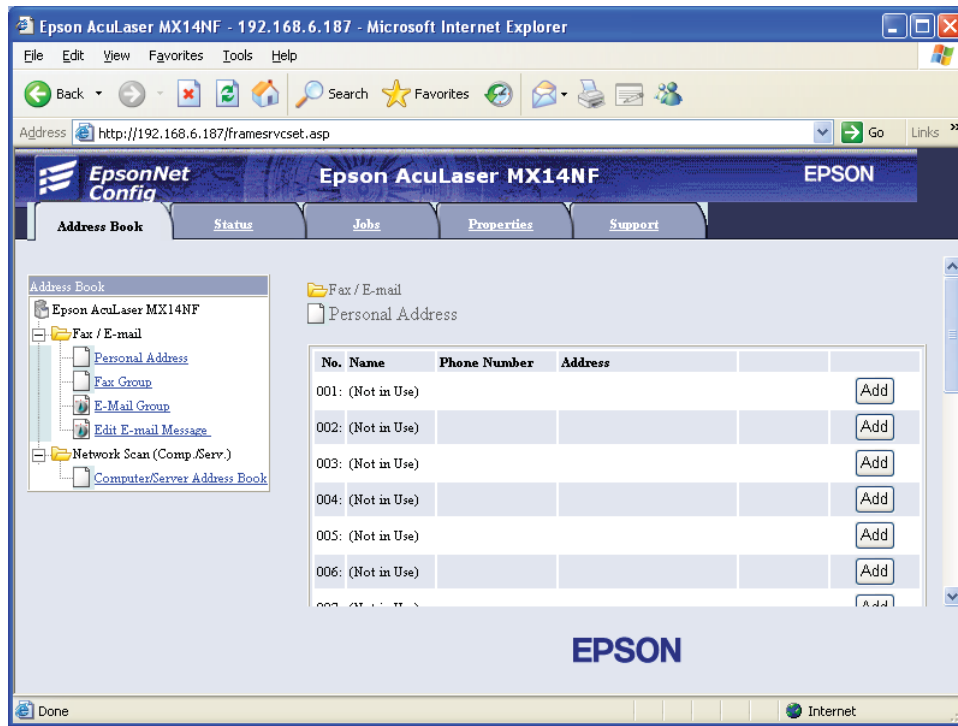 Epson AcuLaser MX14NF - 192.168.6.187 - Microsoft Internet Explorer
File Edit View Favorites Tools Help
Back Search Favorites
Address http://192.168.6.187/framesrvcset.asp Go Links »
EpsonNet
Config
Epson AcuLaser MX14NF
EPSON
Address Book Status Jobs Properties Support
Address Book
Epson AcuLaser MX14NF
Fax / E-mail
Personal Address
Fax Group
E-Mail Group
Edit E-mail Message
Network Scan (Comp./Serv.)
Computer/Server Address Book
Fax / E-mail
Personal Address
No. Name Phone Number Address
001: (Not in Use) Add
002: (Not in Use) Add
003: (Not in Use) Add
004: (Not in Use) Add
005: (Not in Use) Add
006: (Not in Use) Add
EPSON
Done Internet